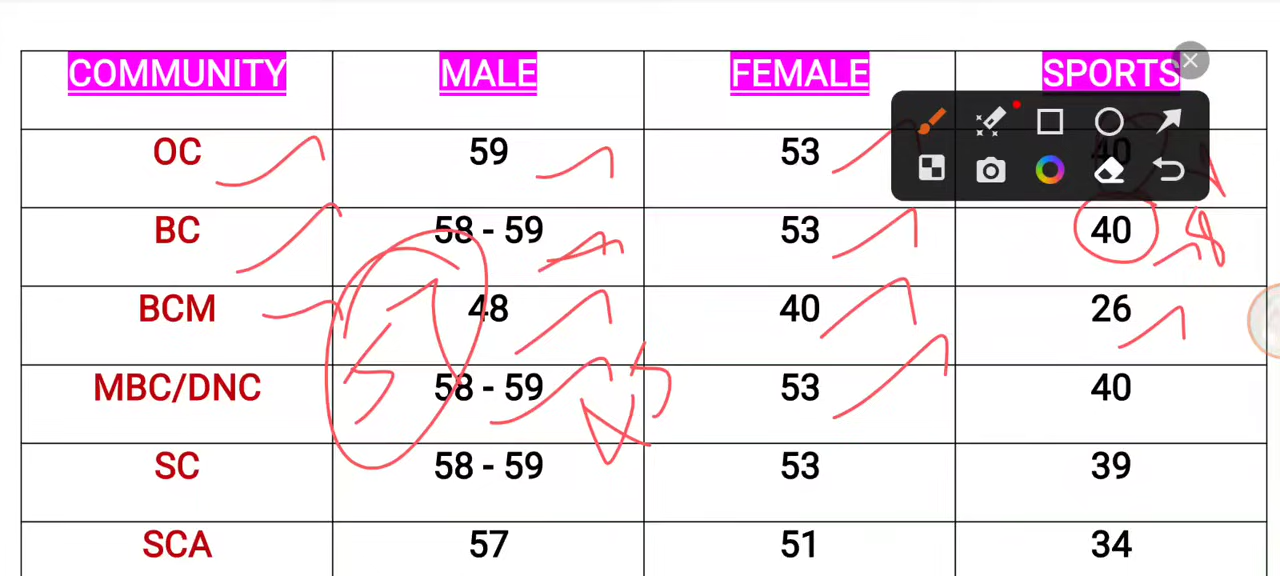 COMMUNITY MALE FEMALE SPORTS
OC 59 53 40
BC 58 - 59 53 40
BCM 48 40 26
MBC/DNC 58 - 59 53 40
SC 58 - 59 53 39
SCA 57 51 34